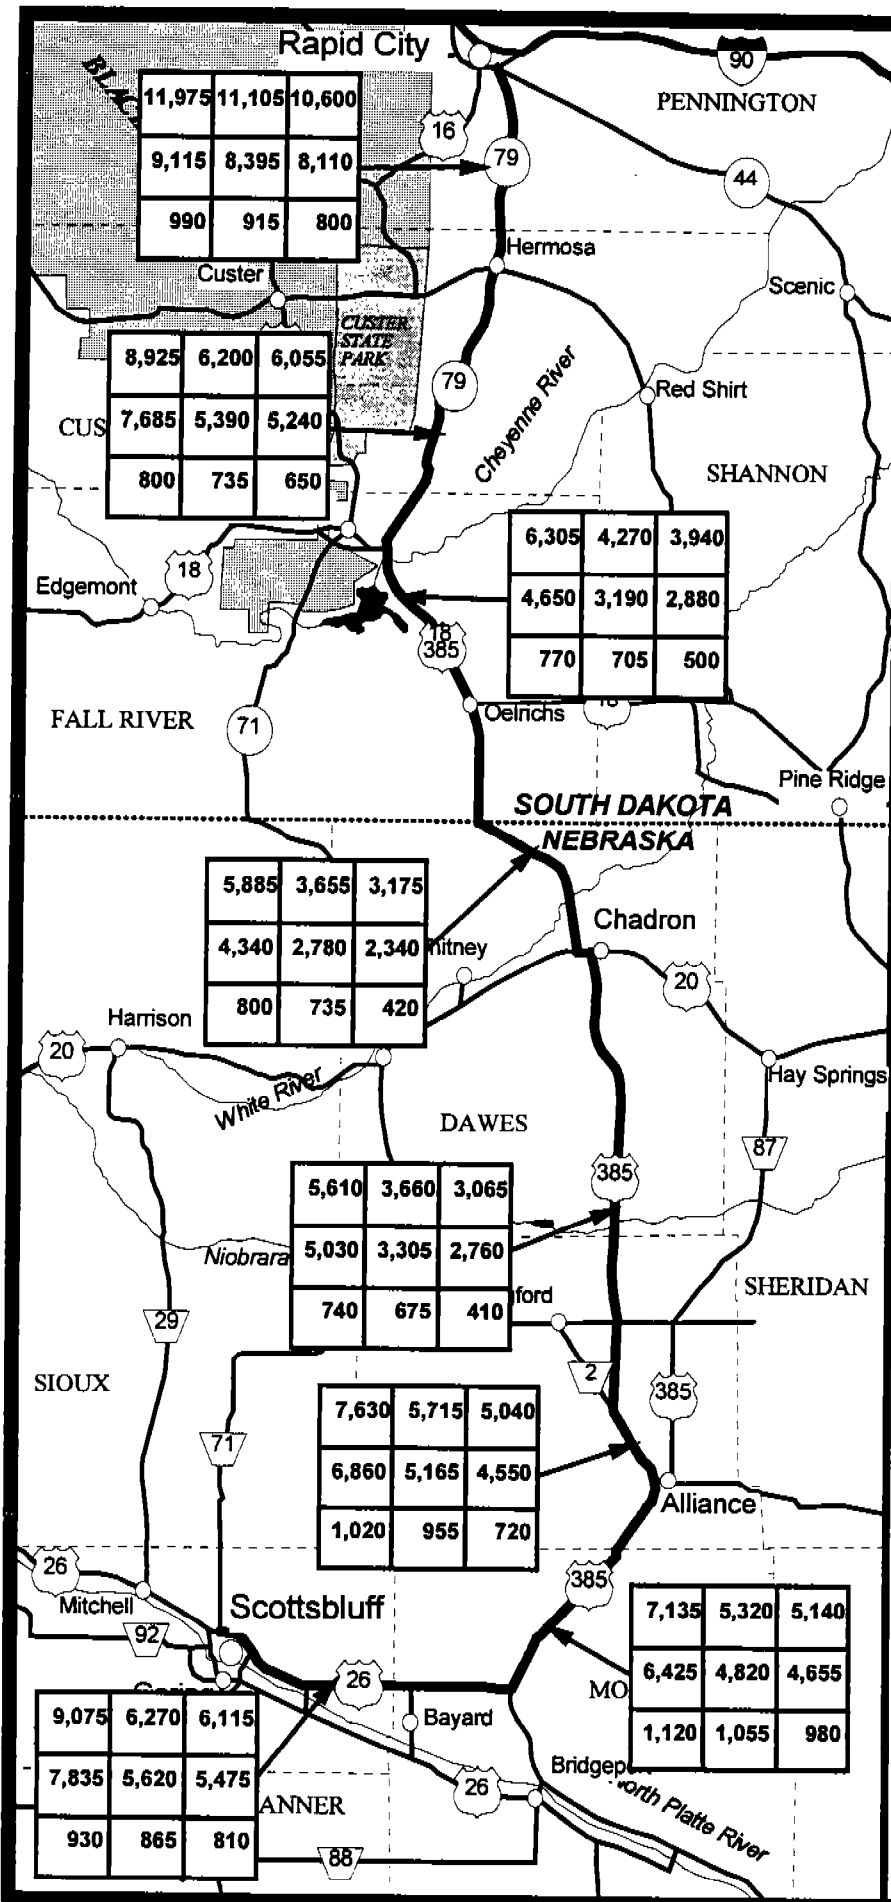 Rapid City
90
PENNINGTON
11,975 11,105 10,600
9,115 8,395 8,110
990 915 800
16
79
44
Hermosa
Custer
Scenic
CUSTER
STATE
PARK
8,925 6,200 6,055
7,685 5,390 5,240
800 735 650
79
Cheyenne River
Red Shirt
CUS
SHANNON
6,305 4,270 3,940
4,650 3,190 2,880
770 705 500
18
Edgemont
18
385
FALL RIVER
71
Oelrichs
18
Pine Ridge
SOUTH DAKOTA
NEBRASKA
5,885 3,655 3,175
4,340 2,780 2,340
800 735 420
hitney
Chadron
20
Harrison
20
Hay Springs
White River
DAWES
87
385
5,610 3,660 3,065
5,030 3,305 2,760
740 675 410
Niobrara
ford
SHERIDAN
29
2
SIOUX
385
7,630 5,715 5,040
6,860 5,165 4,550
1,020 955 720
71
Alliance
26
385
Mitchell
Scottsbluff
92
7,135 5,320 5,140
6,425 4,820 4,655
1,120 1,055 980
MO
26
Bayard
9,075 6,270 6,115
7,835 5,620 5,475
930 865 810
ANNER
26
Bridgep
orth Platte River
88